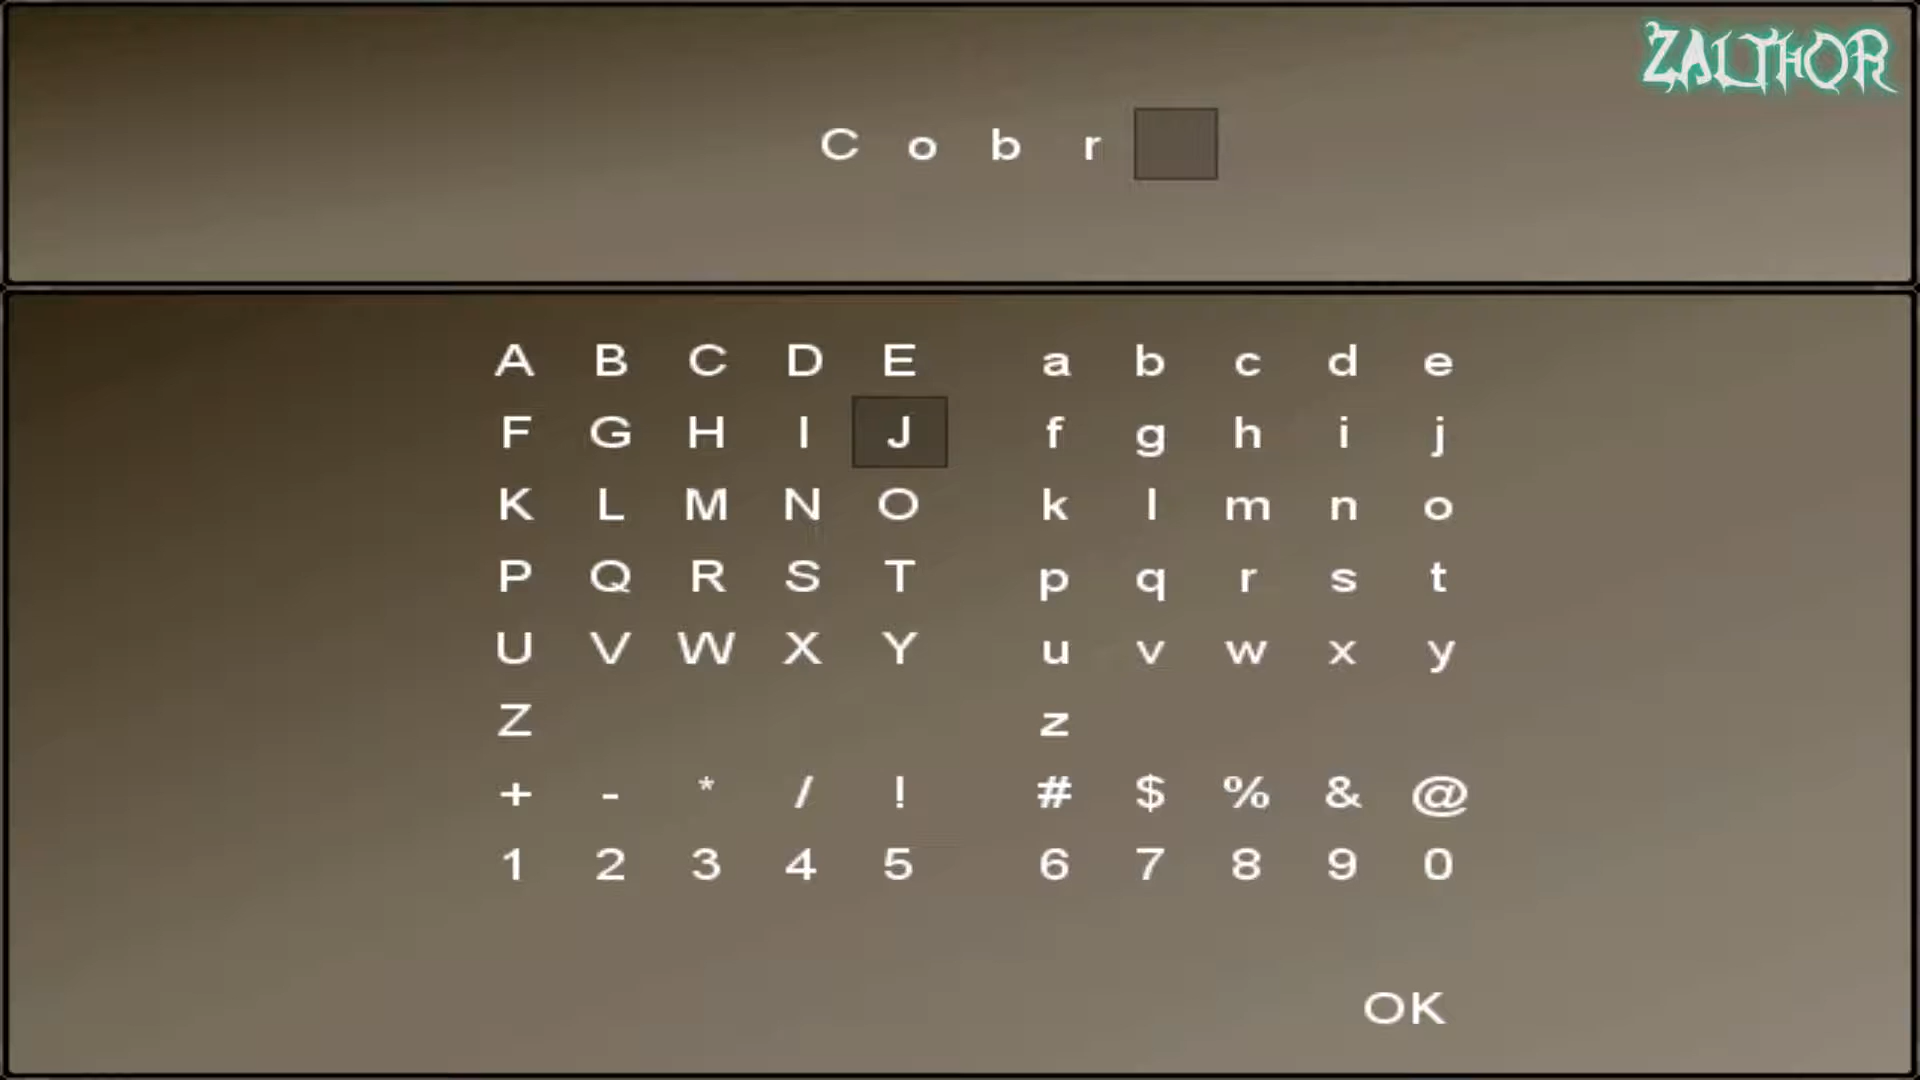 ZALTHOR
C o b r
A B C D E a b c d e
F G H I J f g h i j
K L M N O k l m n o
P Q R S T p q r s t
U V W X Y u v w x y
Z z
+ - * / ! # $ % & @
1 2 3 4 5 6 7 8 9 0
OK